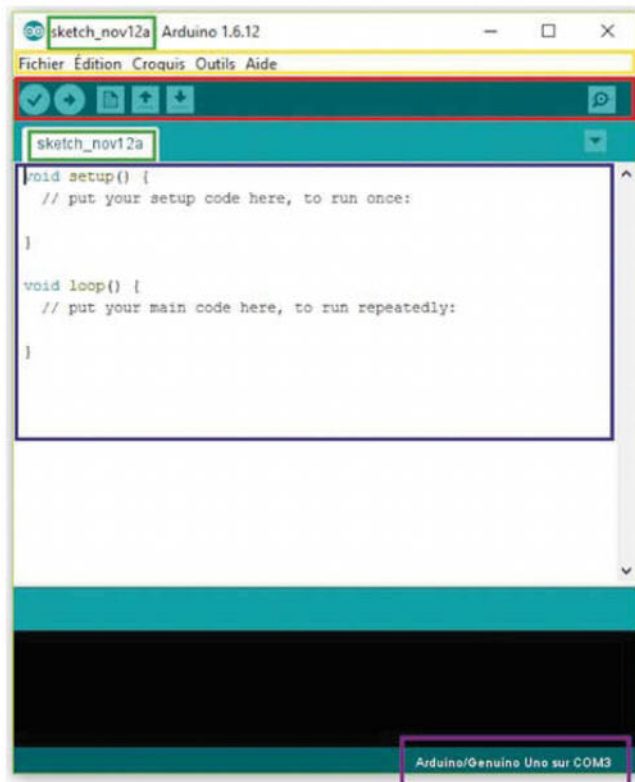 sketch_nov12a Arduino 1.6.12
Fichier Édition Croquis Outils Aide
sketch_nov12a
void setup() {
  // put your setup code here, to run once:
}
void loop() {
  // put your main code here, to run repeatedly:
}
Arduino/Genuino Uno sur COM3